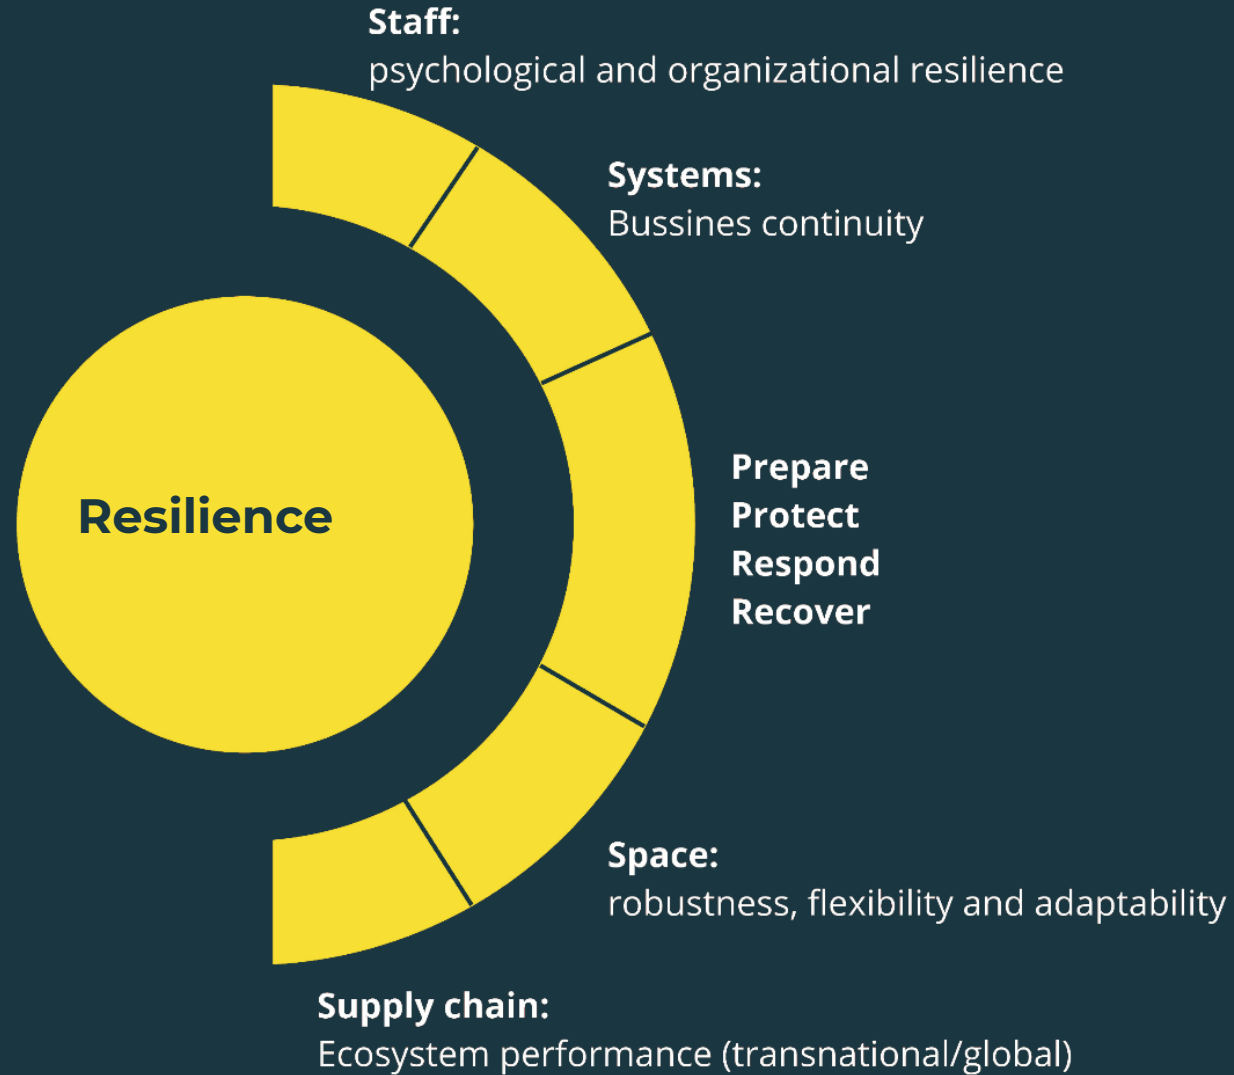 Staff:
psychological and organizational resilience
Systems:
Bussines continuity
Resilience
Prepare
Protect
Respond
Recover
Space:
robustness, flexibility and adaptability
Supply chain:
Ecosystem performance (transnational/global)